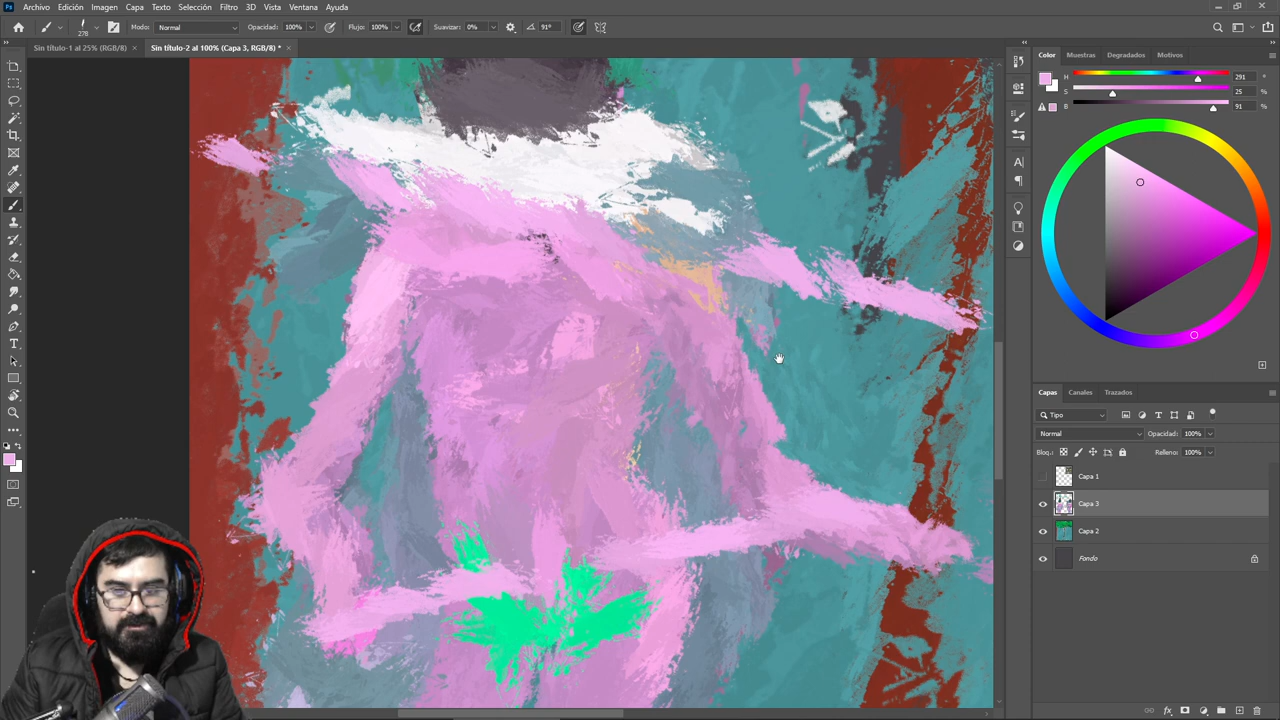 Ps Archivo Edición Imagen Capa Texto Selección Filtro 3D Vista Ventana Ayuda
278 Modo: Normal Opacidad: 100% Flujo: 100% Suavizar: 0% 91°
Sin título-1 al 25% (RGB/8) × Sin título-2 al 100% (Capa 3, RGB/8) * ×
Color Muestras Degradados Motivos
H 291 °
S 25 %
B 91 %
Capas Canales Trazados
Tipo
Normal Opacidad: 100%
Bloq.: Relleno: 100%
Capa 1
Capa 3
Capa 2
Fondo